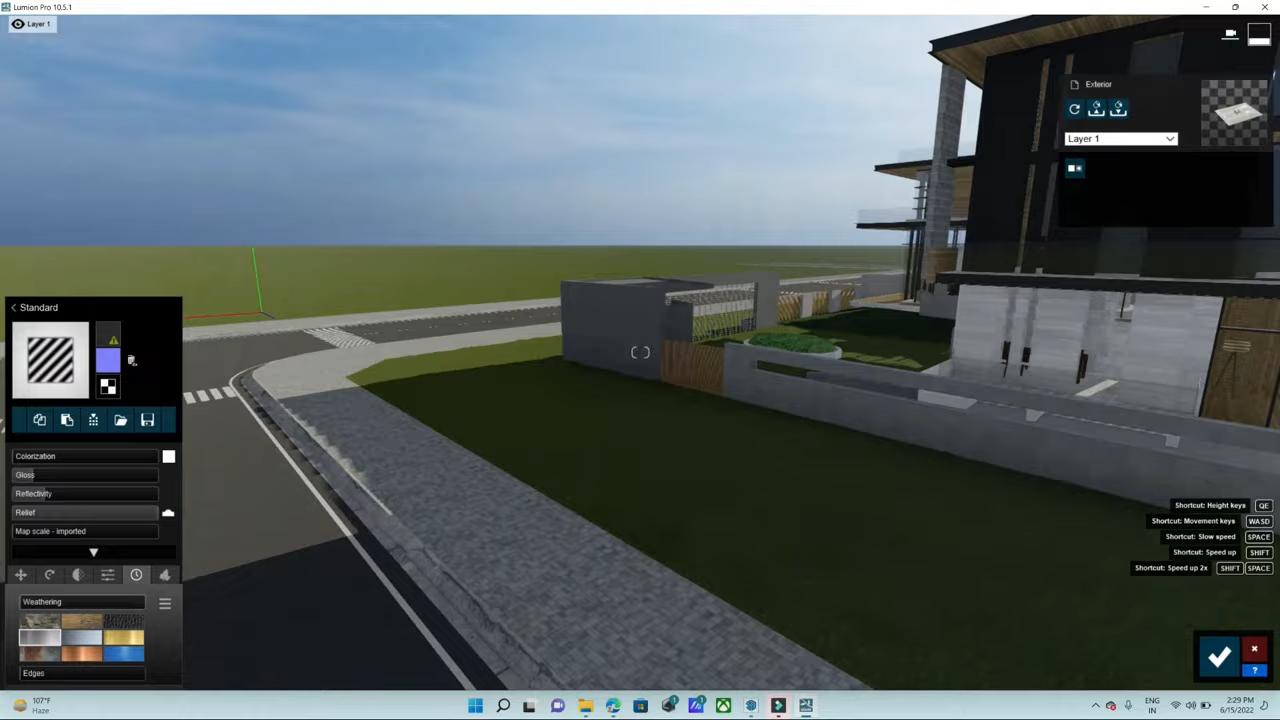 Lumion Pro 10.5.1
Layer 1
Exterior
Layer 1
Standard
Colorization
Gloss
Reflectivity
Relief
Map scale - imported
Weathering
Edges
Shortcut: Height keys QE
Shortcut: Movement keys WASD
Shortcut: Slow speed SPACE
Shortcut: Speed up SHIFT
Shortcut: Speed up 2x SHIFT SPACE
?
107°F
Haze
ENG
IN
2:29 PM
6/15/2022